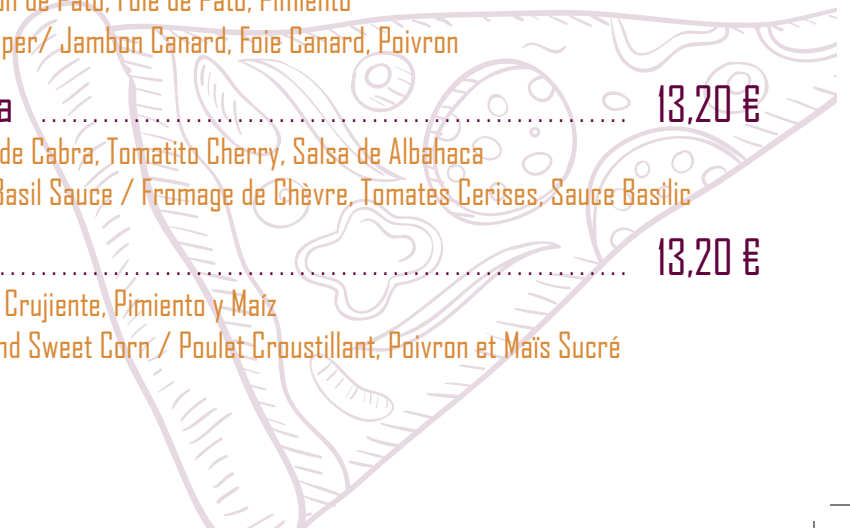 de Pato, Foie de Pato, Pimiento
per/ Jambon Canard, Foie Canard, Poivron
a ........................................................ 13,20 €
de Cabra, Tomatito Cherry, Salsa de Albahaca
Basil Sauce / Fromage de Chèvre, Tomates Cerises, Sauce Basilic
............................................................ 13,20 €
Crujiente, Pimiento y Maíz
nd Sweet Corn / Poulet Croustillant, Poivron et Maïs Sucré